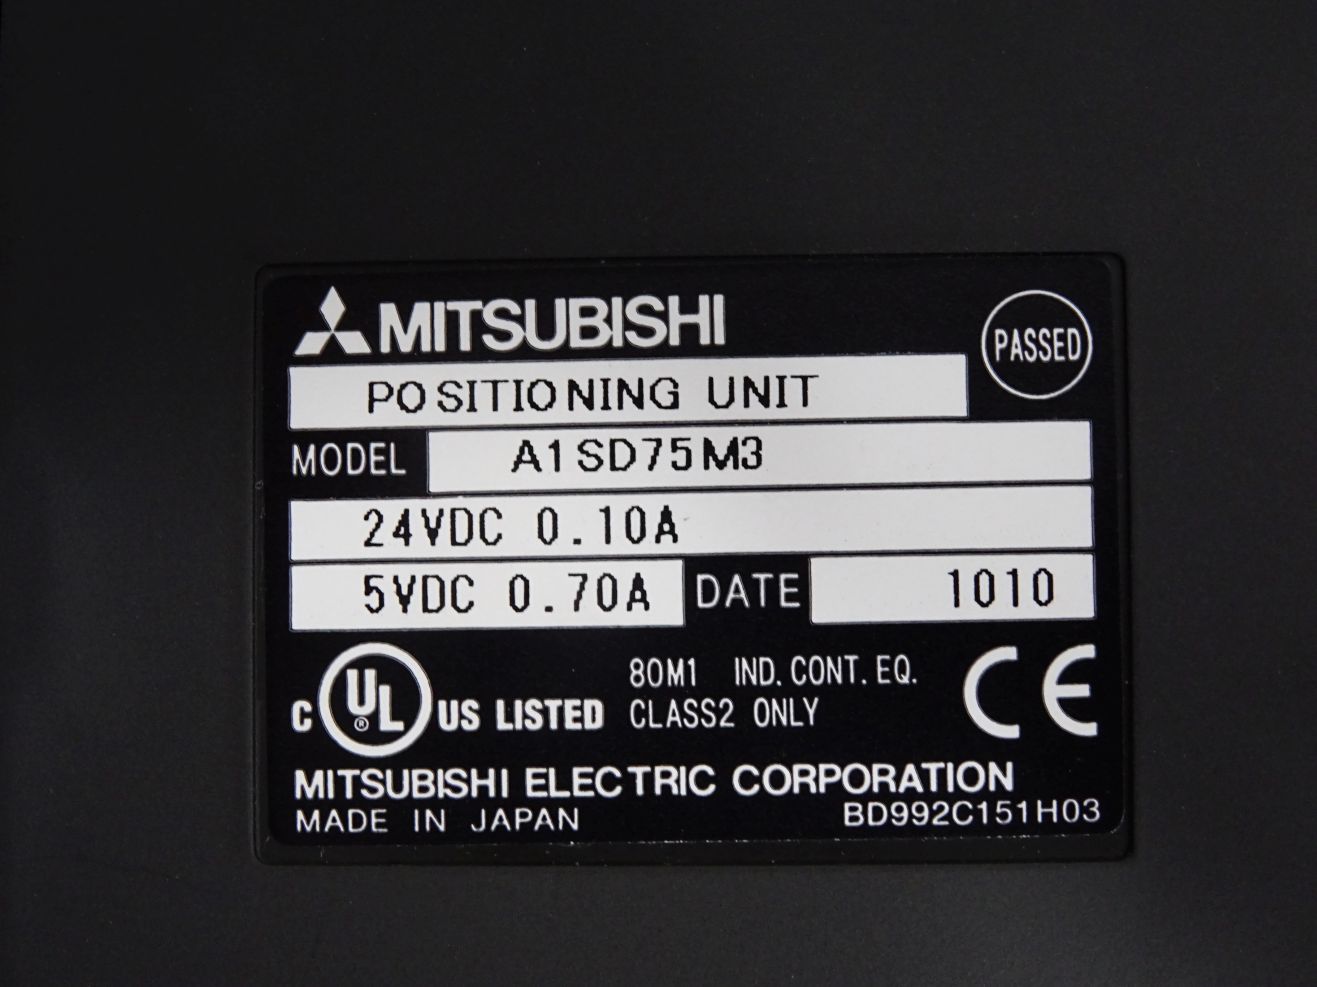 MITSUBISHI
PASSED
POSITIONING UNIT
MODEL A1SD75M3
24VDC 0.10A
5VDC 0.70A DATE 1010
C UL ® US LISTED
80M1 IND. CONT. EQ.
CLASS2 ONLY
CE
MITSUBISHI ELECTRIC CORPORATION
MADE IN JAPAN BD992C151H03